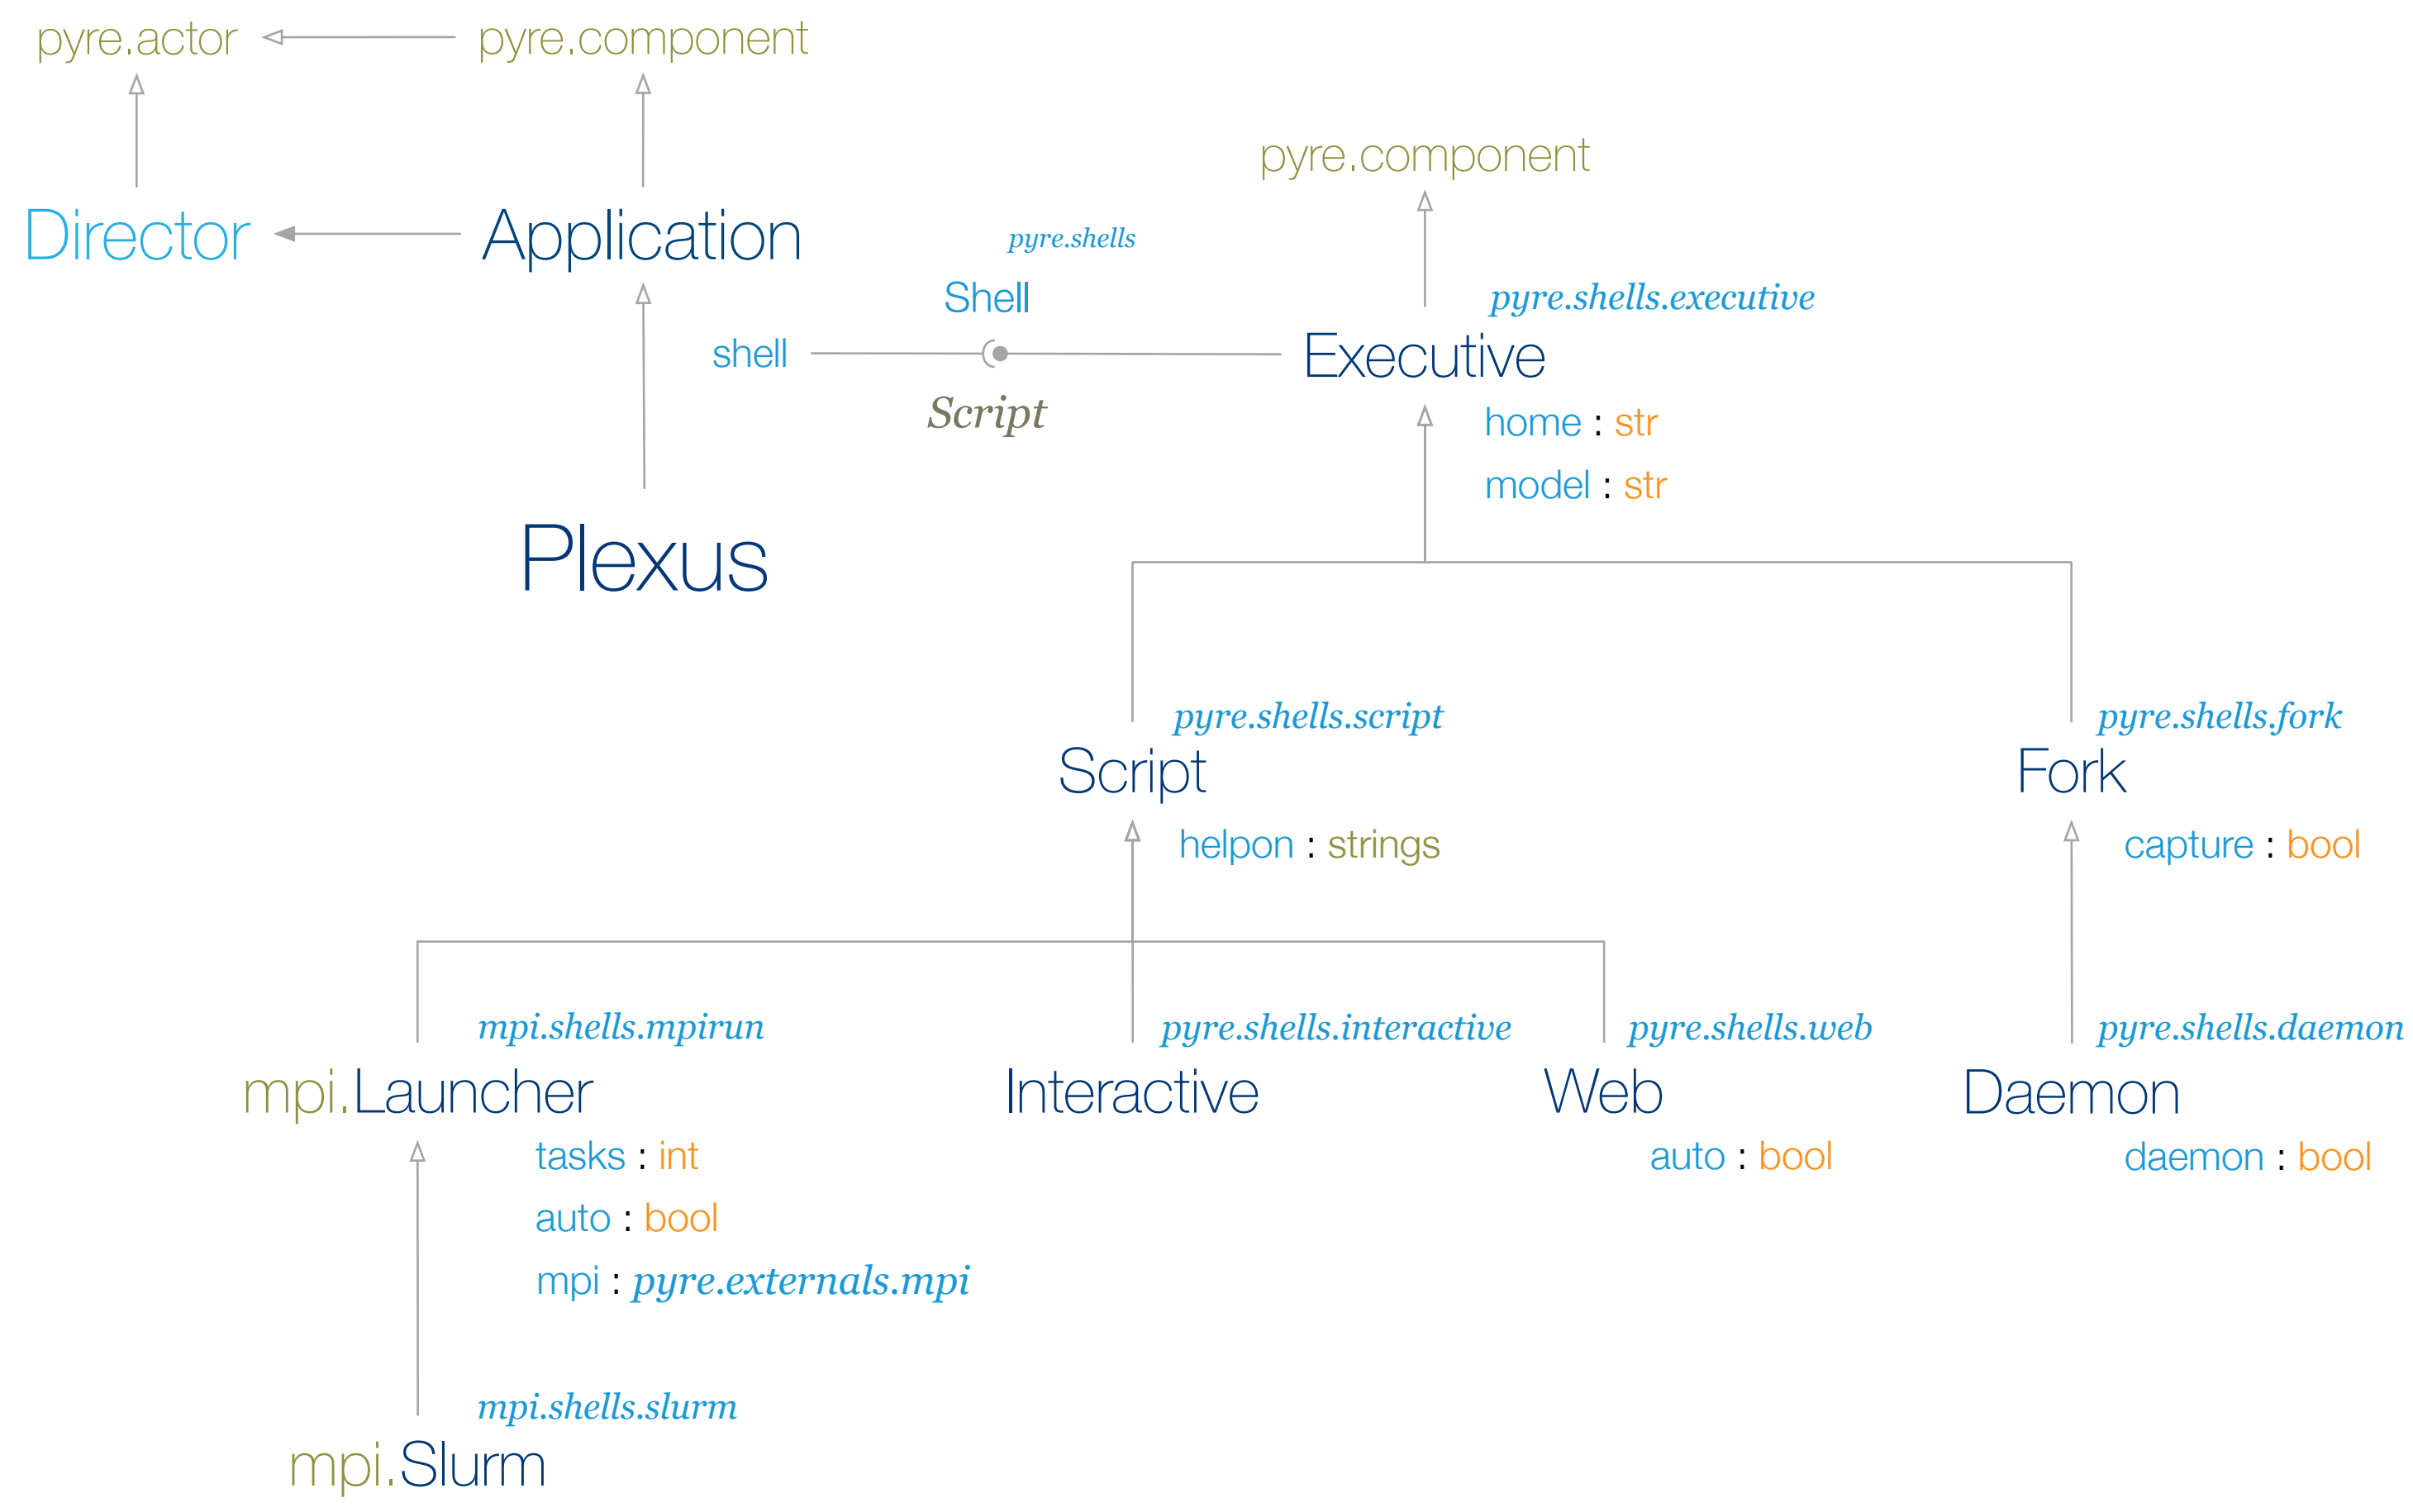 pyre.actor
pyre.component
pyre.component
Director
Application
pyre.shells
Shell
pyre.shells.executive
shell
Executive
Script
home : str
model : str
Plexus
pyre.shells.script
pyre.shells.fork
Script
Fork
helpon : strings
capture : bool
mpi.shells.mpirun
pyre.shells.interactive
pyre.shells.web
pyre.shells.daemon
mpi.Launcher
Interactive
Web
Daemon
tasks : int
auto : bool
daemon : bool
auto : bool
mpi : pyre.externals.mpi
mpi.shells.slurm
mpi.Slurm